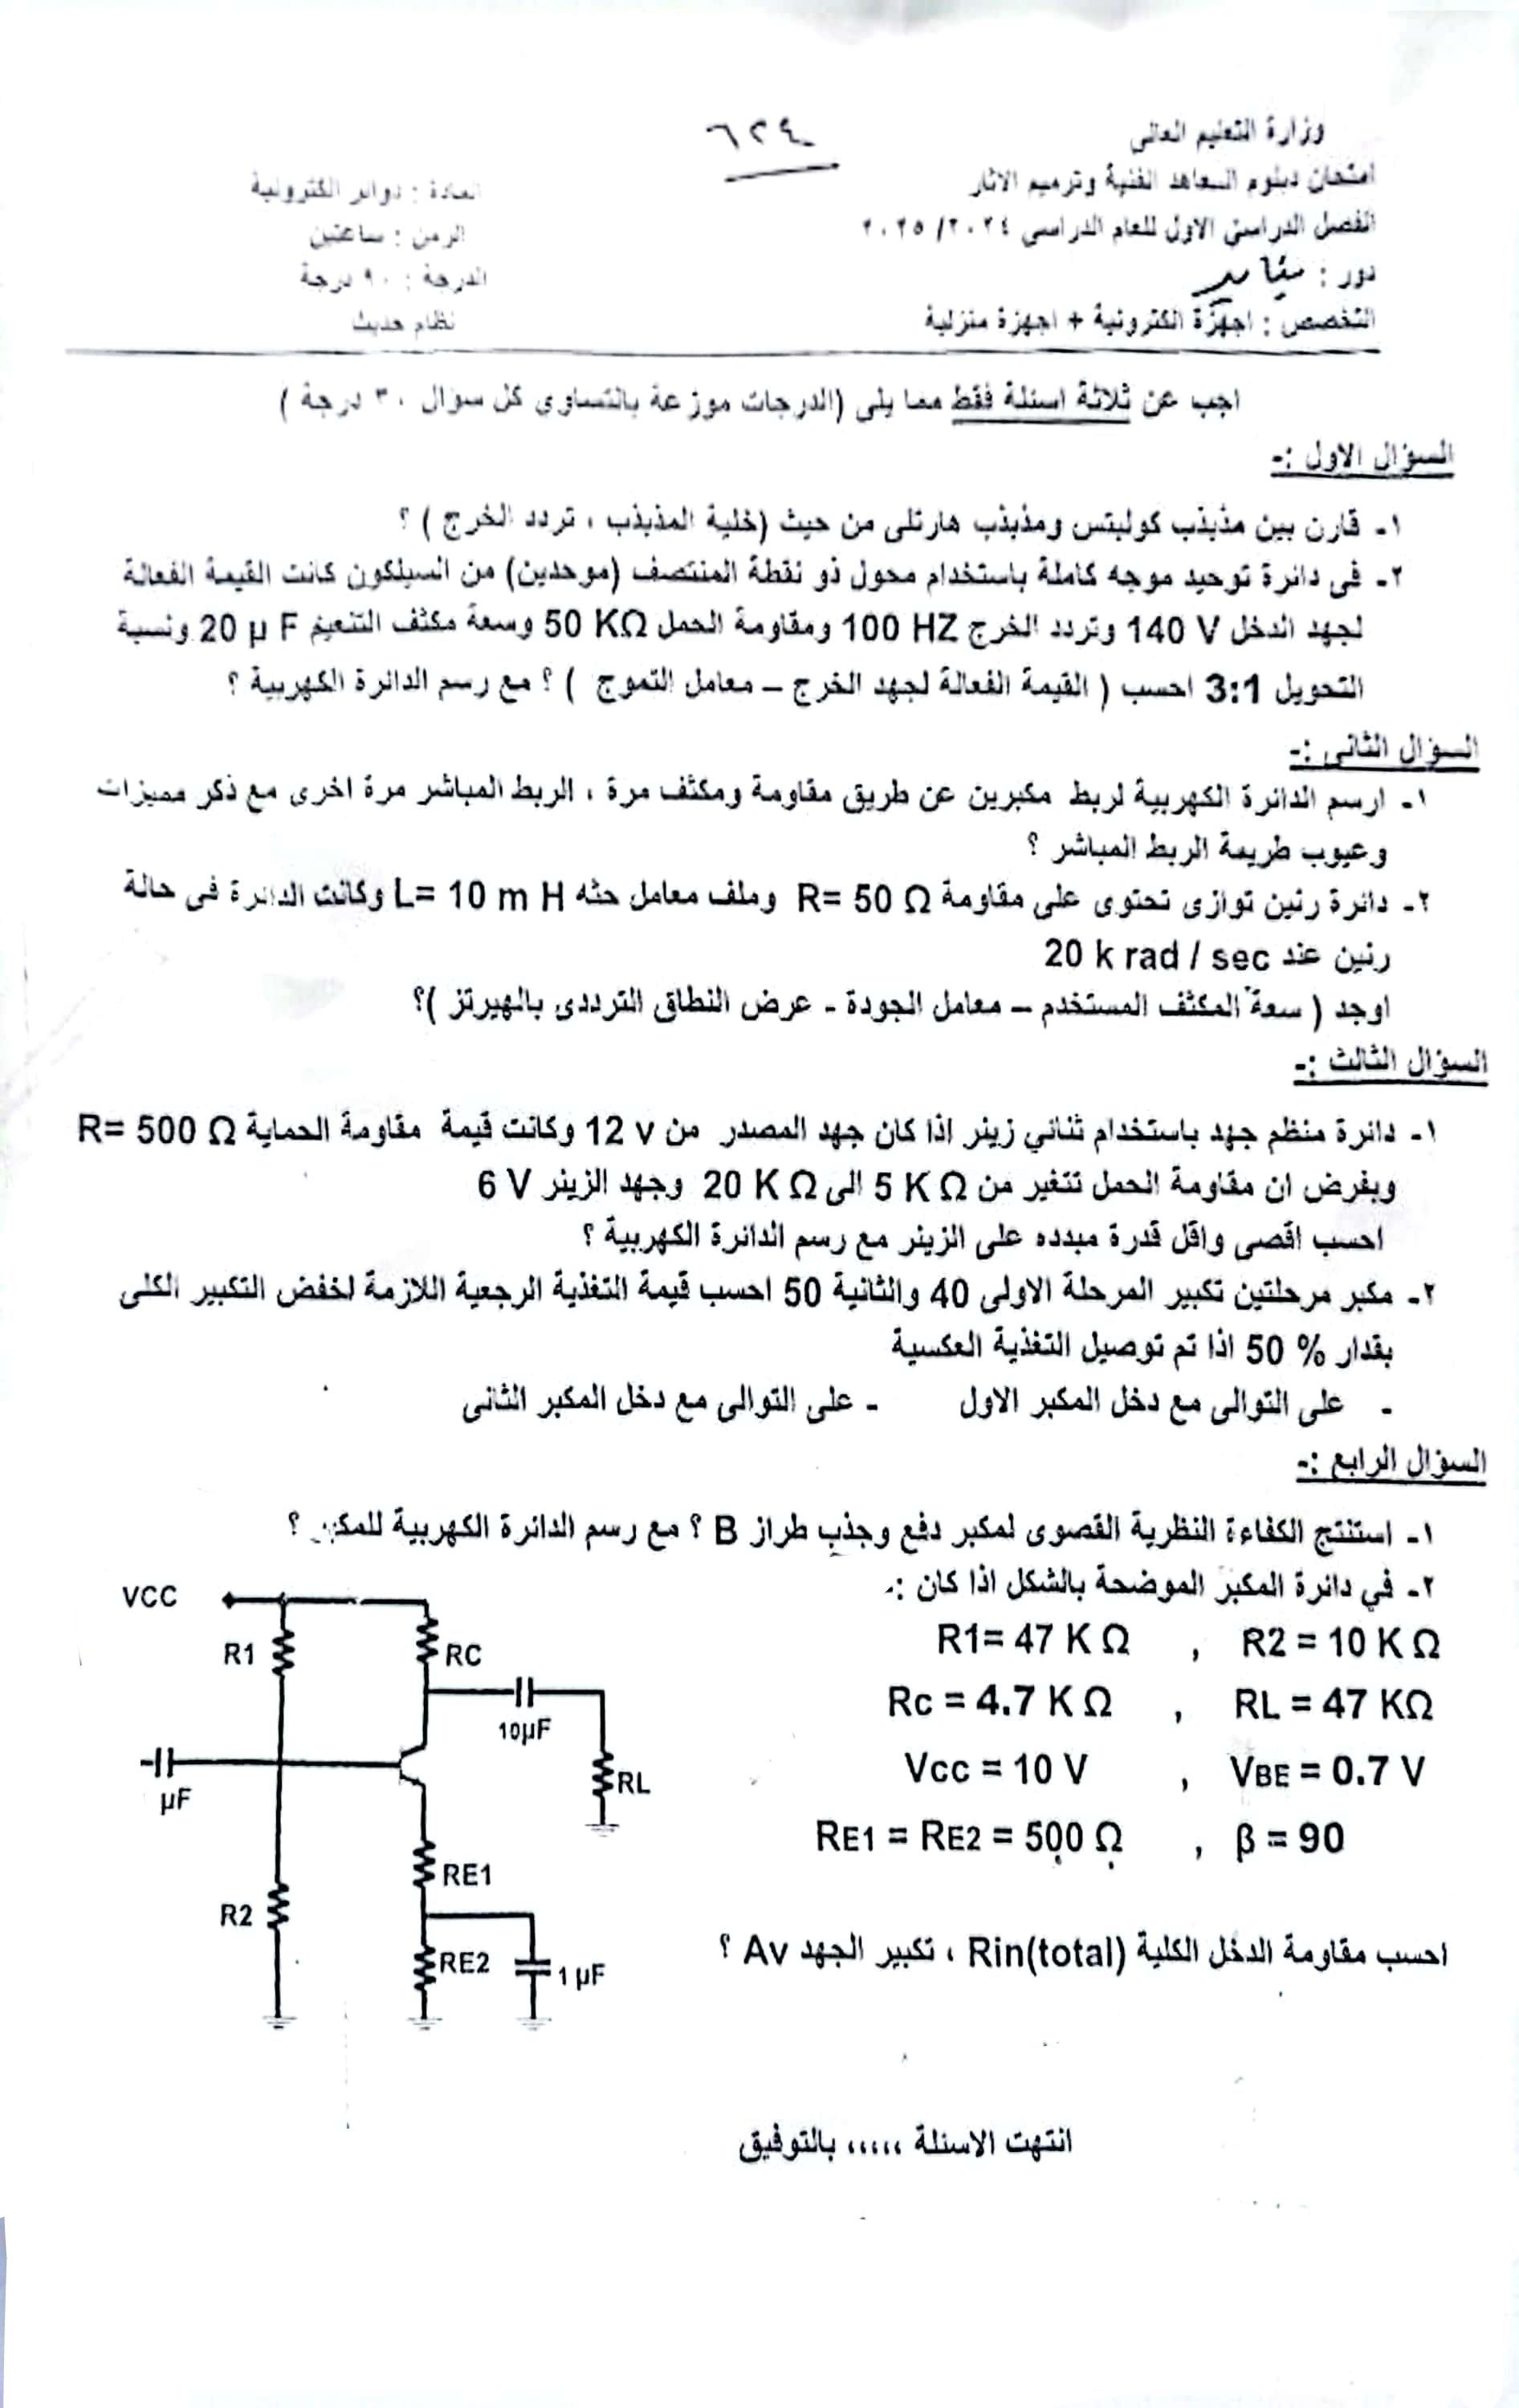 ٦٢٤
وزارة التعليم العالى
امتحان دبلوم المعاهد الفنية وترميم الاثار
الفصل الدراسى الاول للعام الدراسى ٢٠٢٤/ ٢٠٢٥
دور : يناير
التخصص : اجهزة الكترونية + اجهزة منزلية
المادة : دوائر الكترونية
الزمن : ساعتين
الدرجة : ٩٠ درجة
نظام حديث
اجب عن ثلاثة اسئلة فقط مما يلى (الدرجات موزعة بالتساوى كل سوال ٣٠ درجة )
السؤال الاول :-
١- قارن بين مذبذب كولبتس ومذبذب هارتلى من حيث (خلية المذبذب ، تردد الخرج ) ؟
٢- فى دائرة توحيد موجه كاملة باستخدام محول ذو نقطة المنتصف (موحدين) من السيلكون كانت القيمة الفعالة
لجهد الدخل 140 V وتردد الخرج 100 HZ ومقاومة الحمل 50 KΩ وسعة مكثف التنعيم 20 µ F ونسبة
التحويل 3:1 احسب ( القيمة الفعالة لجهد الخرج – معامل التموج ) ؟ مع رسم الدائرة الكهربية ؟
السؤال الثانى :-
١- ارسم الدائرة الكهربية لربط مكبرين عن طريق مقاومة ومكثف مرة ، الربط المباشر مرة اخرى مع ذكر مميزات
وعيوب طريقة الربط المباشر ؟
٢- دائرة رنين توازى تحتوى على مقاومة R= 50 Ω وملف معامل حثه L= 10 m H وكانت الدائرة فى حالة
رنين عند 20 k rad / sec
اوجد ( سعة المكثف المستخدم – معامل الجودة - عرض النطاق الترددى بالهيرتز )؟
السؤال الثالث :-
١- دائرة منظم جهد باستخدام ثنائي زينر اذا كان جهد المصدر من 12 v وكانت قيمة مقاومة الحماية R= 500 Ω
وبفرض ان مقاومة الحمل تتغير من 5 K Ω الى 20 K Ω وجهد الزينر 6 V
احسب اقصى واقل قدرة مبدده على الزينر مع رسم الدائرة الكهربية ؟
٢- مكبر مرحلتين تكبير المرحلة الاولى 40 والثانية 50 احسب قيمة التغذية الرجعية اللازمة لخفض التكبير الكلى
بقدار % 50 اذا تم توصيل التغذية العكسية
- على التوالى مع دخل المكبر الاول - على التوالى مع دخل المكبر الثانى
السؤال الرابع :-
١- استنتج الكفاءة النظرية القصوى لمكبر دفع وجذب طراز B ؟ مع رسم الدائرة الكهربية ؟
٢- في دائرة المكبر الموضحة بالشكل اذا كان :
R1= 47 K Ω , R2 = 10 K Ω
Rc = 4.7 K Ω , RL = 47 KΩ
Vcc = 10 V , VBE = 0.7 V
RE1 = RE2 = 500 Ω , β = 90
احسب مقاومة الدخل الكلية Rin(total) ، تكبير الجهد Av ؟
VCC
R1
RC
10µF
RL
µF
RE1
R2
RE2
1 µF
انتهت الاسئلة ،،،،، بالتوفيق